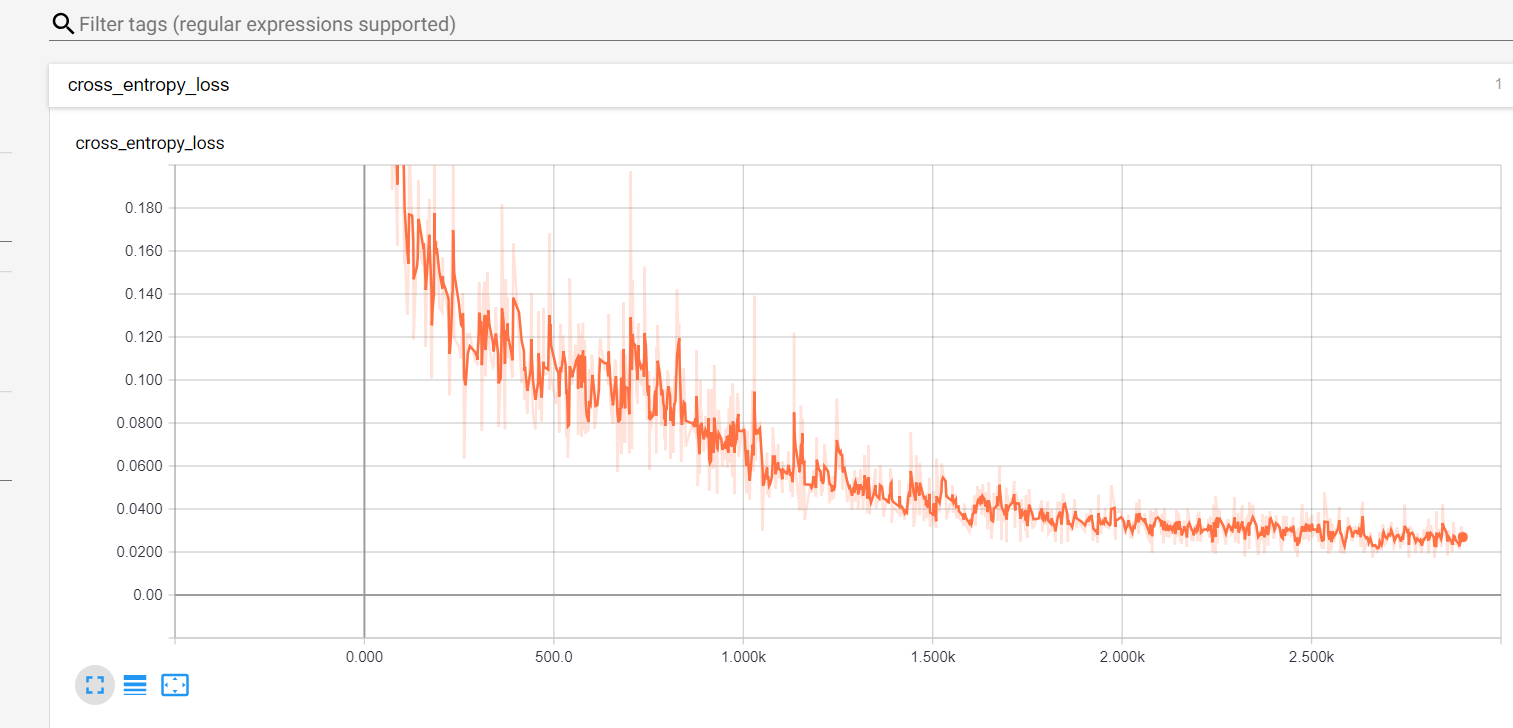 Filter tags (regular expressions supported)
cross_entropy_loss 1
cross_entropy_loss
0.180
0.160
0.140
0.120
0.100
0.0800
0.0600
0.0400
0.0200
0.00
0.000 500.0 1.000k 1.500k 2.000k 2.500k